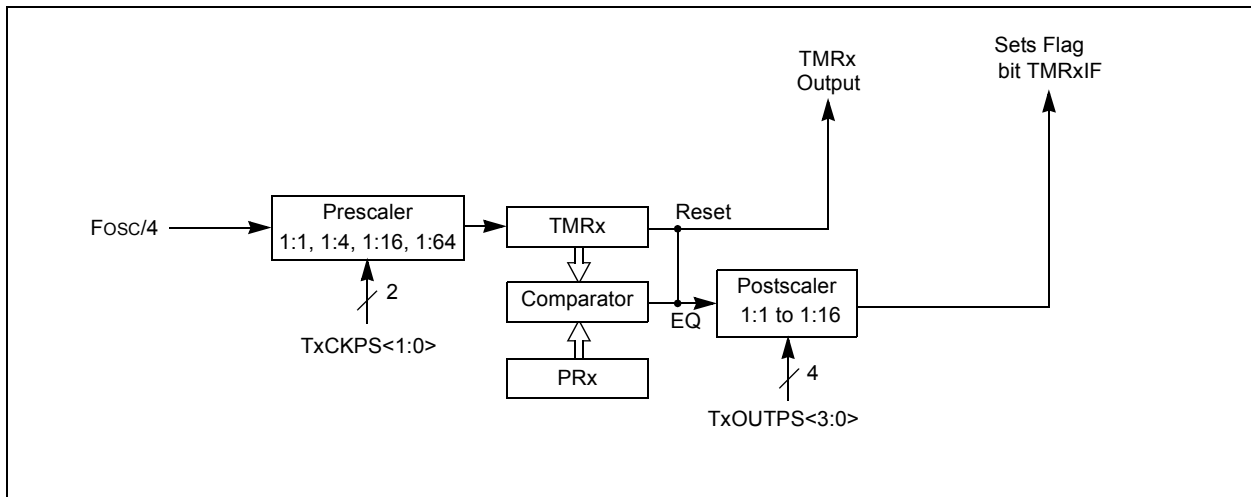 TMRx
Output
Sets Flag
bit TMRxIF
Fosc/4
Prescaler
1:1, 1:4, 1:16, 1:64
2
TxCKPS<1:0>
TMRx
Reset
Comparator
EQ
PRx
Postscaler
1:1 to 1:16
4
TxOUTPS<3:0>